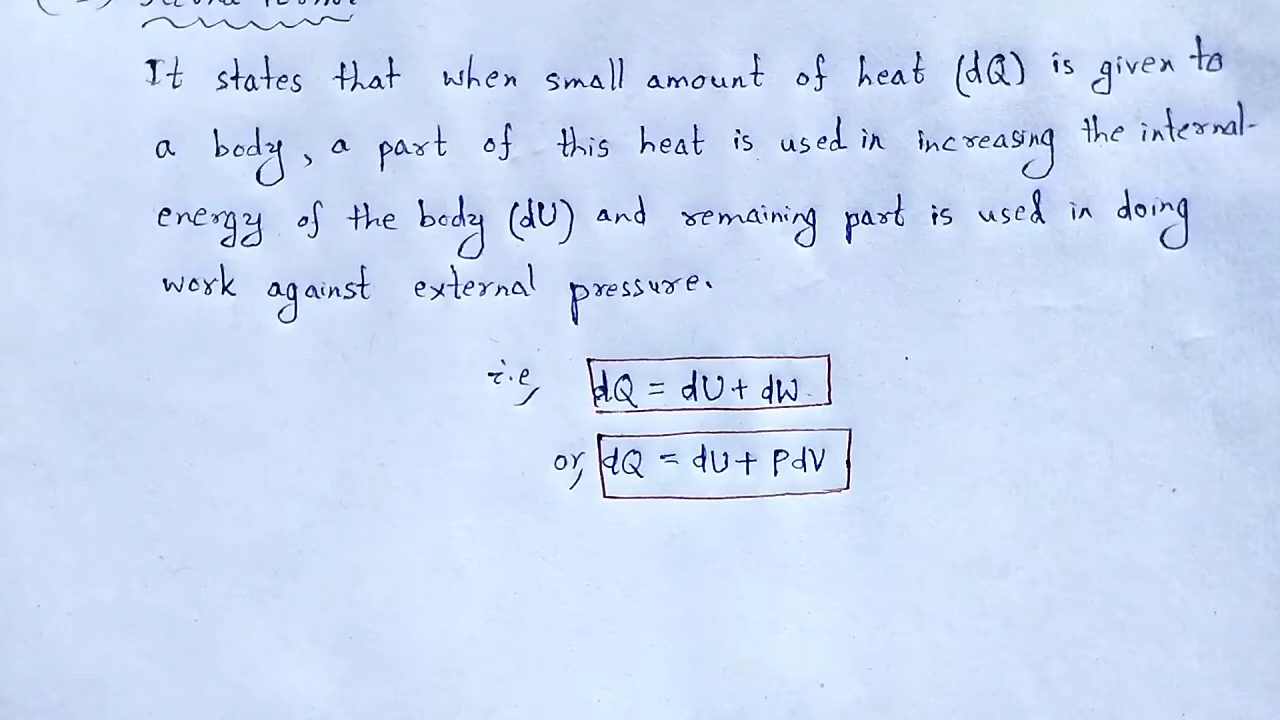 It states that when small amount of heat (dQ) is given to
a body, a part of this heat is used in increasing the internal-
energy of the body (dU) and remaining part is used in doing
work against external pressure.
i.e, dQ = dU + dW
or, dQ = dU + PdV